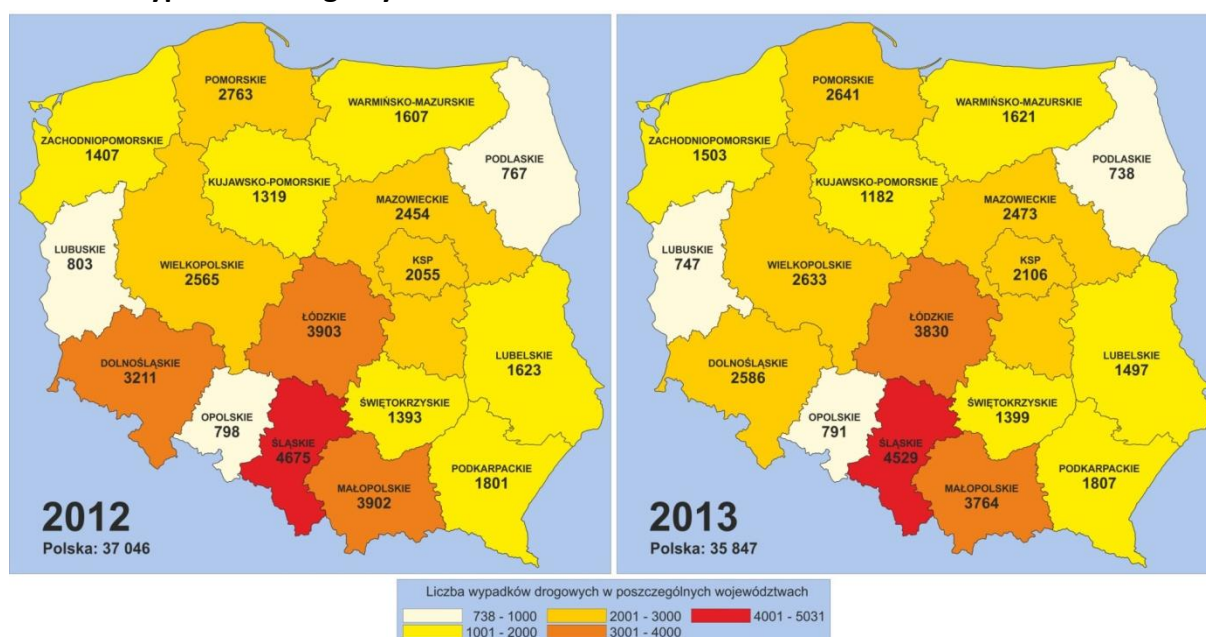 POMORSKIE
2763
WARMIŃSKO-MAZURSKIE
1607
ZACHODNIOPOMORSKIE
1407
PODLASKIE
767
KUJAWSKO-POMORSKIE
1319
MAZOWIECKIE
2454
LUBUSKIE
803
WIELKOPOLSKIE
2565
KSP
2055
ŁÓDZKIE
3903
DOLNOŚLĄSKIE
3211
LUBELSKIE
1623
OPOLSKIE
798
ŚWIĘTOKRZYSKIE
1393
ŚLĄSKIE
4675
PODKARPACKIE
1801
MAŁOPOLSKIE
3902
2012
Polska: 37 046
POMORSKIE
2641
WARMIŃSKO-MAZURSKIE
1621
ZACHODNIOPOMORSKIE
1503
PODLASKIE
738
KUJAWSKO-POMORSKIE
1182
MAZOWIECKIE
2473
LUBUSKIE
747
WIELKOPOLSKIE
2633
KSP
2106
ŁÓDZKIE
3830
DOLNOŚLĄSKIE
2586
LUBELSKIE
1497
OPOLSKIE
791
ŚWIĘTOKRZYSKIE
1399
ŚLĄSKIE
4529
PODKARPACKIE
1807
MAŁOPOLSKIE
3764
2013
Polska: 35 847
Liczba wypadków drogowych w poszczególnych województwach
738 - 1000 2001 - 3000 4001 - 5031
1001 - 2000 3001 - 4000